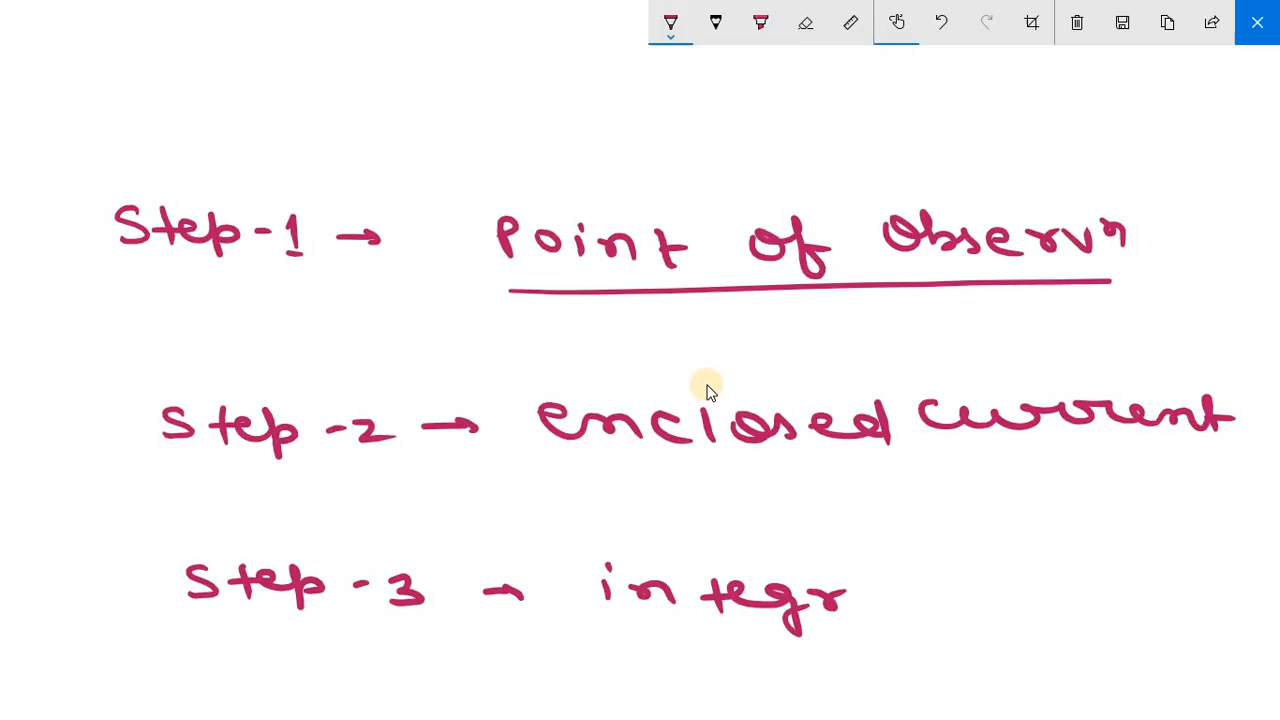 Step-1 → Point of Observⁿ
Step-2 → enclosed current
Step-3 → integr